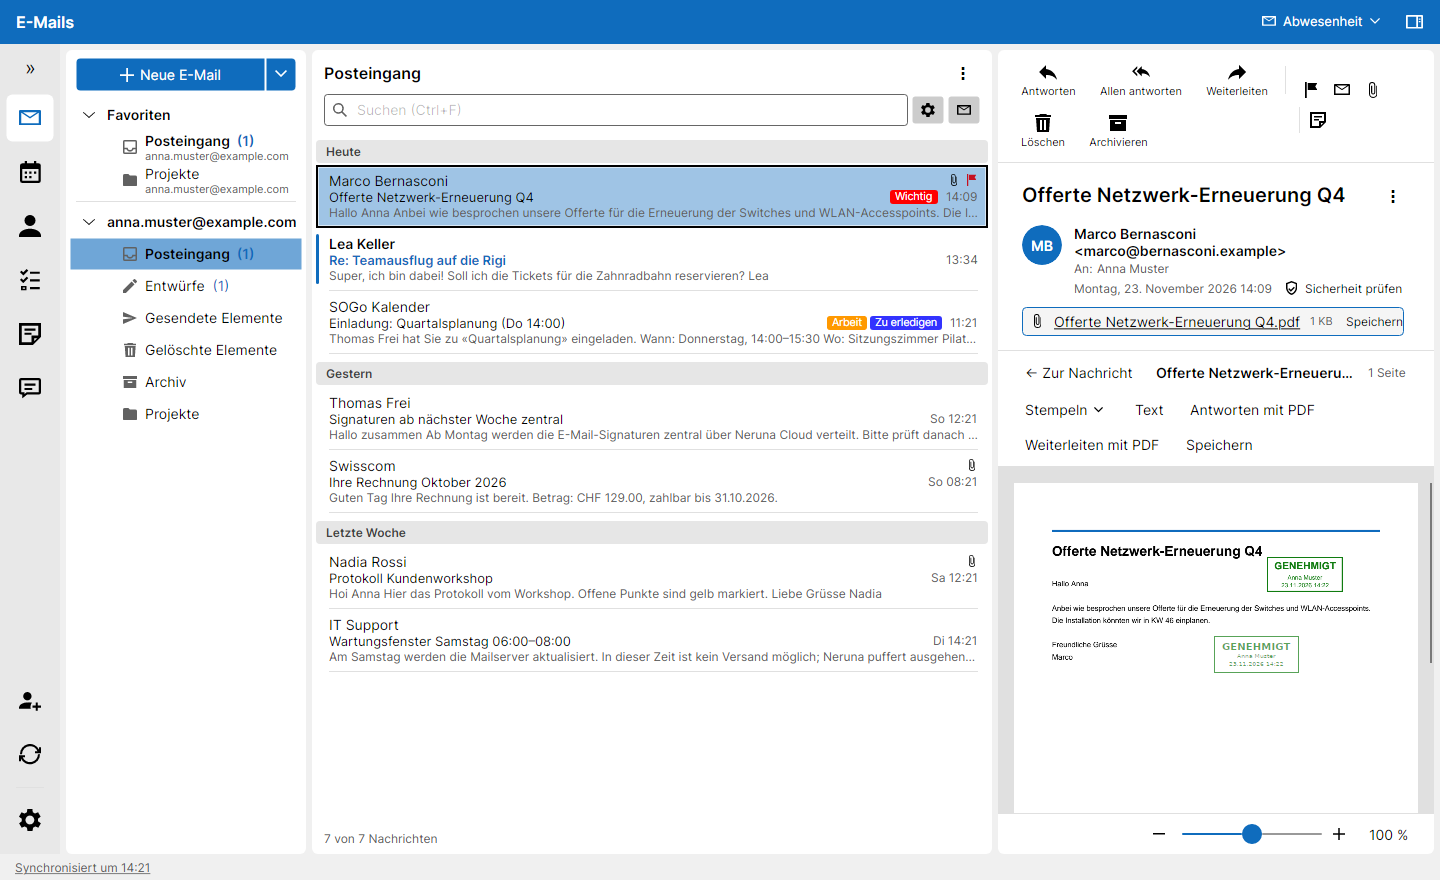 E-Mails
Abwesenheit
Neue E-Mail
Favoriten
Posteingang (1)
anna.muster@example.com
Projekte
anna.muster@example.com
anna.muster@example.com
Posteingang (1)
Entwürfe (1)
Gesendete Elemente
Gelöschte Elemente
Archiv
Projekte
Posteingang
Suchen (Ctrl+F)
Heute
Marco Bernasconi
Offerte Netzwerk-Erneuerung Q4 Wichtig 14:09
Hallo Anna Anbei wie besprochen unsere Offerte für die Erneuerung der Switches und WLAN-Accesspoints. Die I…
Lea Keller
Re: Teamausflug auf die Rigi 13:34
Super, ich bin dabei! Soll ich die Tickets für die Zahnradbahn reservieren? Lea
SOGo Kalender
Einladung: Quartalsplanung (Do 14:00) Arbeit Zu erledigen 11:21
Thomas Frei hat Sie zu «Quartalsplanung» eingeladen. Wann: Donnerstag, 14:00–15:30 Wo: Sitzungszimmer Pilat…
Gestern
Thomas Frei
Signaturen ab nächster Woche zentral So 12:21
Hallo zusammen Ab Montag werden die E-Mail-Signaturen zentral über Neruna Cloud verteilt. Bitte prüft danach …
Swisscom
Ihre Rechnung Oktober 2026 So 08:21
Guten Tag Ihre Rechnung ist bereit. Betrag: CHF 129.00, zahlbar bis 31.10.2026.
Letzte Woche
Nadia Rossi
Protokoll Kundenworkshop Sa 12:21
Hoi Anna Hier das Protokoll vom Workshop. Offene Punkte sind gelb markiert. Liebe Grüsse Nadia
IT Support
Wartungsfenster Samstag 06:00–08:00 Di 14:21
Am Samstag werden die Mailserver aktualisiert. In dieser Zeit ist kein Versand möglich; Neruna puffert ausgehen…
7 von 7 Nachrichten
Antworten Allen antworten Weiterleiten
Löschen Archivieren
Offerte Netzwerk-Erneuerung Q4
MB
Marco Bernasconi
<marco@bernasconi.example>
An: Anna Muster
Montag, 23. November 2026 14:09 Sicherheit prüfen
Offerte Netzwerk-Erneuerung Q4.pdf 1 KB Speichern
Zur Nachricht Offerte Netzwerk-Erneueru… 1 Seite
Stempeln Text Antworten mit PDF
Weiterleiten mit PDF Speichern
Offerte Netzwerk-Erneuerung Q4
GENEHMIGT
Anna Muster
23.11.2026 14:22
Hallo Anna
Anbei wie besprochen unsere Offerte für die Erneuerung der Switches und WLAN-Accesspoints.
Die Installation könnten wir in KW 46 einplanen.
Freundliche Grüsse
Marco
GENEHMIGT
Anna Muster
23.11.2026 14:22
100 %
Synchronisiert um 14:21